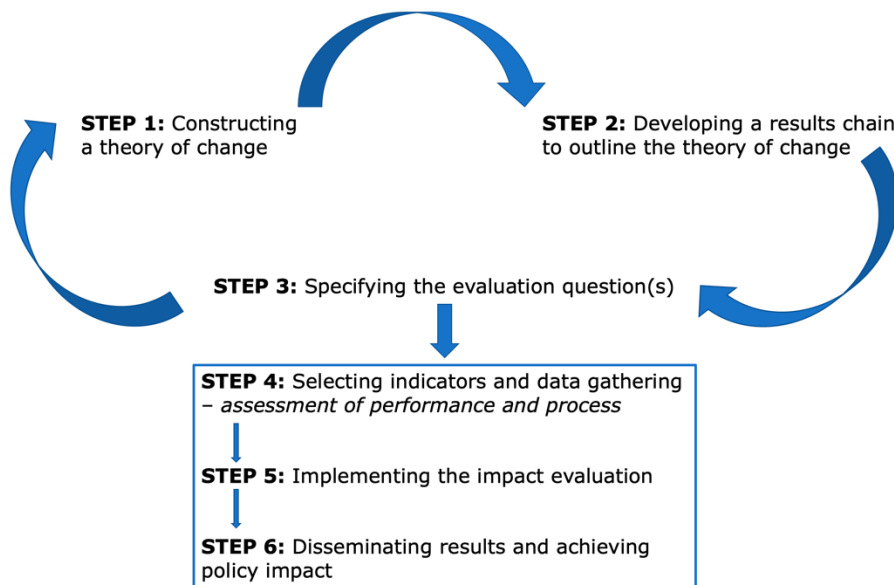 STEP 1: Constructing
a theory of change
STEP 2: Developing a results chain
to outline the theory of change
STEP 3: Specifying the evaluation question(s)
STEP 4: Selecting indicators and data gathering
– assessment of performance and process
STEP 5: Implementing the impact evaluation
STEP 6: Disseminating results and achieving
policy impact